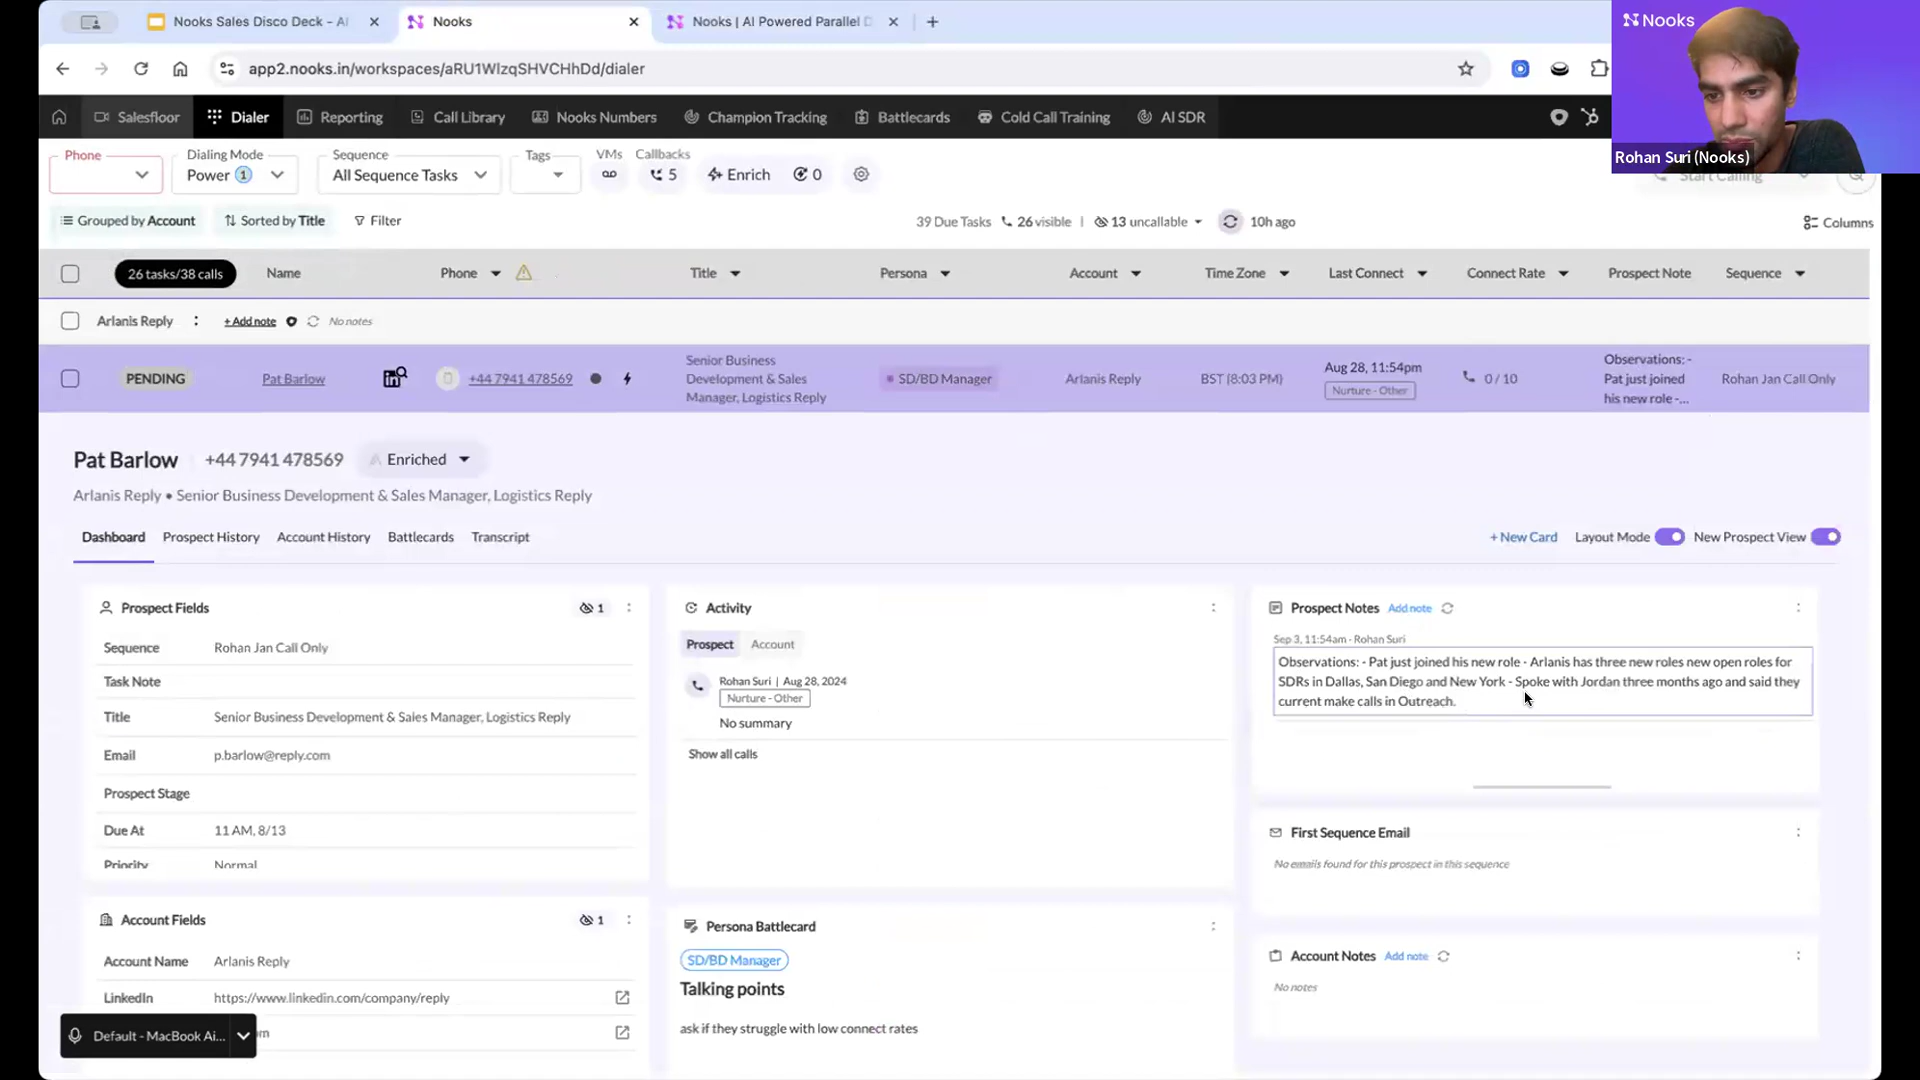 Nooks Sales Disco Deck - AI
Nooks
Nooks | AI Powered Parallel D
Nooks
app2.nooks.in/workspaces/aRU1WlzqSHVCHhDd/dialer
Rohan Suri (Nooks)
Salesfloor
Dialer
Reporting
Call Library
Nooks Numbers
Champion Tracking
Battlecards
Cold Call Training
AI SDR
Phone
Dialing Mode
Power 1
Sequence
All Sequence Tasks
Tags
VMs
Callbacks
5
Enrich
0
Start Calling
Grouped by Account
Sorted by Title
Filter
39 Due Tasks
26 visible
|
13 uncallable
10h ago
Columns
26 tasks/38 calls
Name
Phone
Title
Persona
Account
Time Zone
Last Connect
Connect Rate
Prospect Note
Sequence
Arlanis Reply
+ Add note
No notes
PENDING
Pat Barlow
+44 7941 478569
Senior Business
Development & Sales
Manager, Logistics Reply
SD/BD Manager
Arlanis Reply
BST (8:03 PM)
Aug 28, 11:54pm
Nurture - Other
0 / 10
Observations: -
Pat just joined
his new role -...
Rohan Jan Call Only
Pat Barlow
+44 7941 478569
Enriched
Arlanis Reply • Senior Business Development & Sales Manager, Logistics Reply
Dashboard
Prospect History
Account History
Battlecards
Transcript
+ New Card
Layout Mode
New Prospect View
Prospect Fields
1
Sequence
Rohan Jan Call Only
Task Note
Title
Senior Business Development & Sales Manager, Logistics Reply
Email
p.barlow@reply.com
Prospect Stage
Due At
11 AM, 8/13
Priority
Normal
Account Fields
1
Account Name
Arlanis Reply
LinkedIn
https://www.linkedin.com/company/reply
om
Default - MacBook Ai...
Activity
Prospect
Account
Rohan Suri | Aug 28, 2024
Nurture - Other
No summary
Show all calls
Persona Battlecard
SD/BD Manager
Talking points
ask if they struggle with low connect rates
Prospect Notes
Add note
Sep 3, 11:54am - Rohan Suri
Observations: - Pat just joined his new role - Arlanis has three new roles new open roles for
SDRs in Dallas, San Diego and New York - Spoke with Jordan three months ago and said they
current make calls in Outreach.
First Sequence Email
No emails found for this prospect in this sequence
Account Notes
Add note
No notes